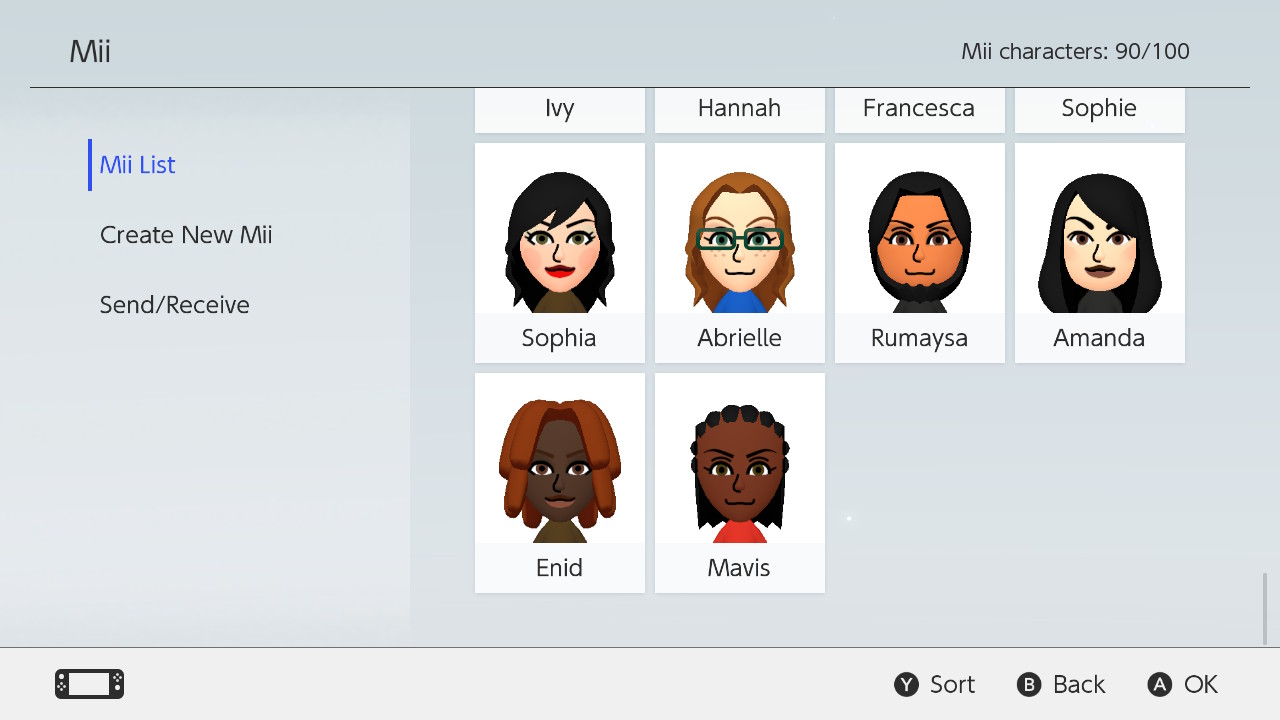 Mii
Mii characters: 90/100
Mii List
Create New Mii
Send/Receive
Ivy
Hannah
Francesca
Sophie
Sophia
Abrielle
Rumaysa
Amanda
Enid
Mavis
Y Sort
B Back
A OK